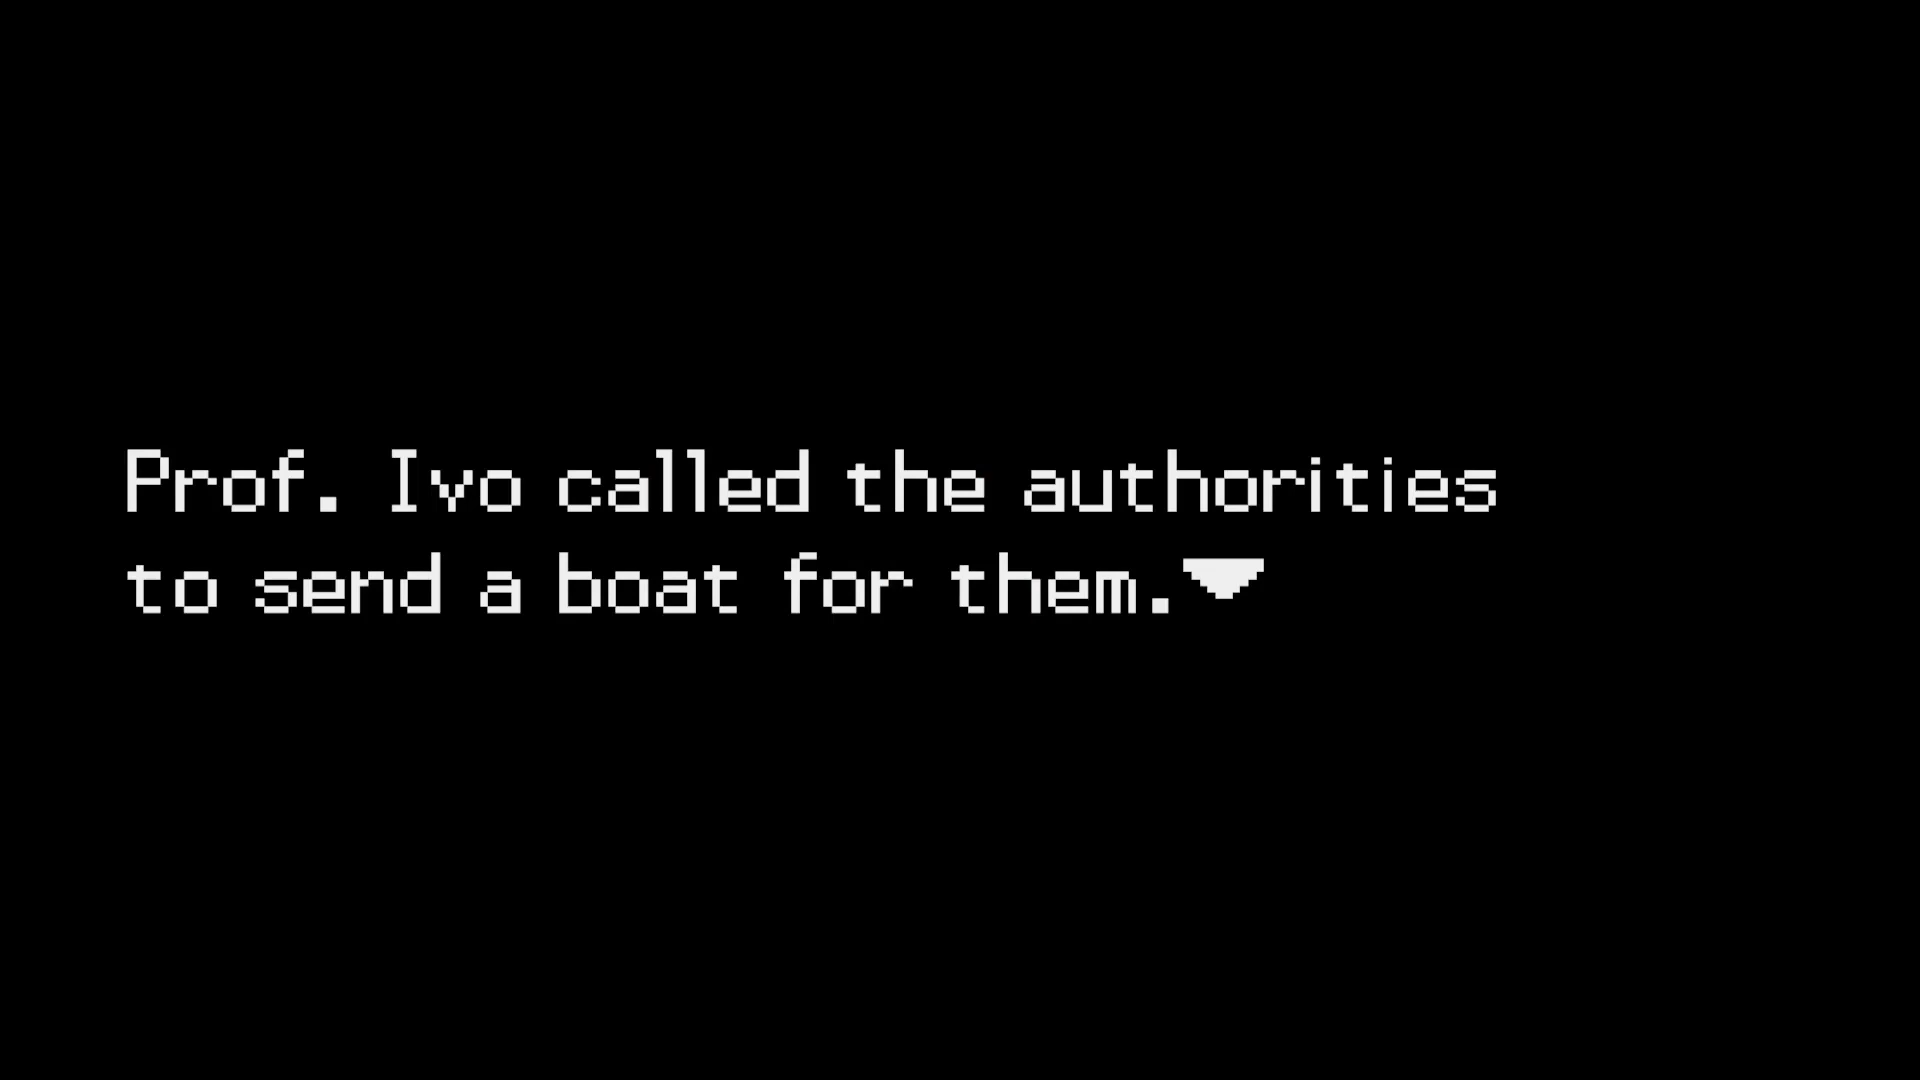 Prof. Ivo called the authorities
to send a boat for them.